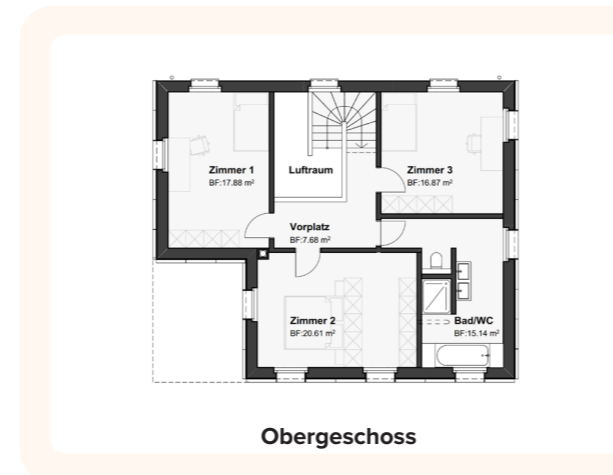 Zimmer 1
BF:17.88 m²
Luftraum
Zimmer 3
BF:16.87 m²
Vorplatz
BF:7.68 m²
Zimmer 2
BF:20.61 m²
Bad/WC
BF:15.14 m²
Obergeschoss